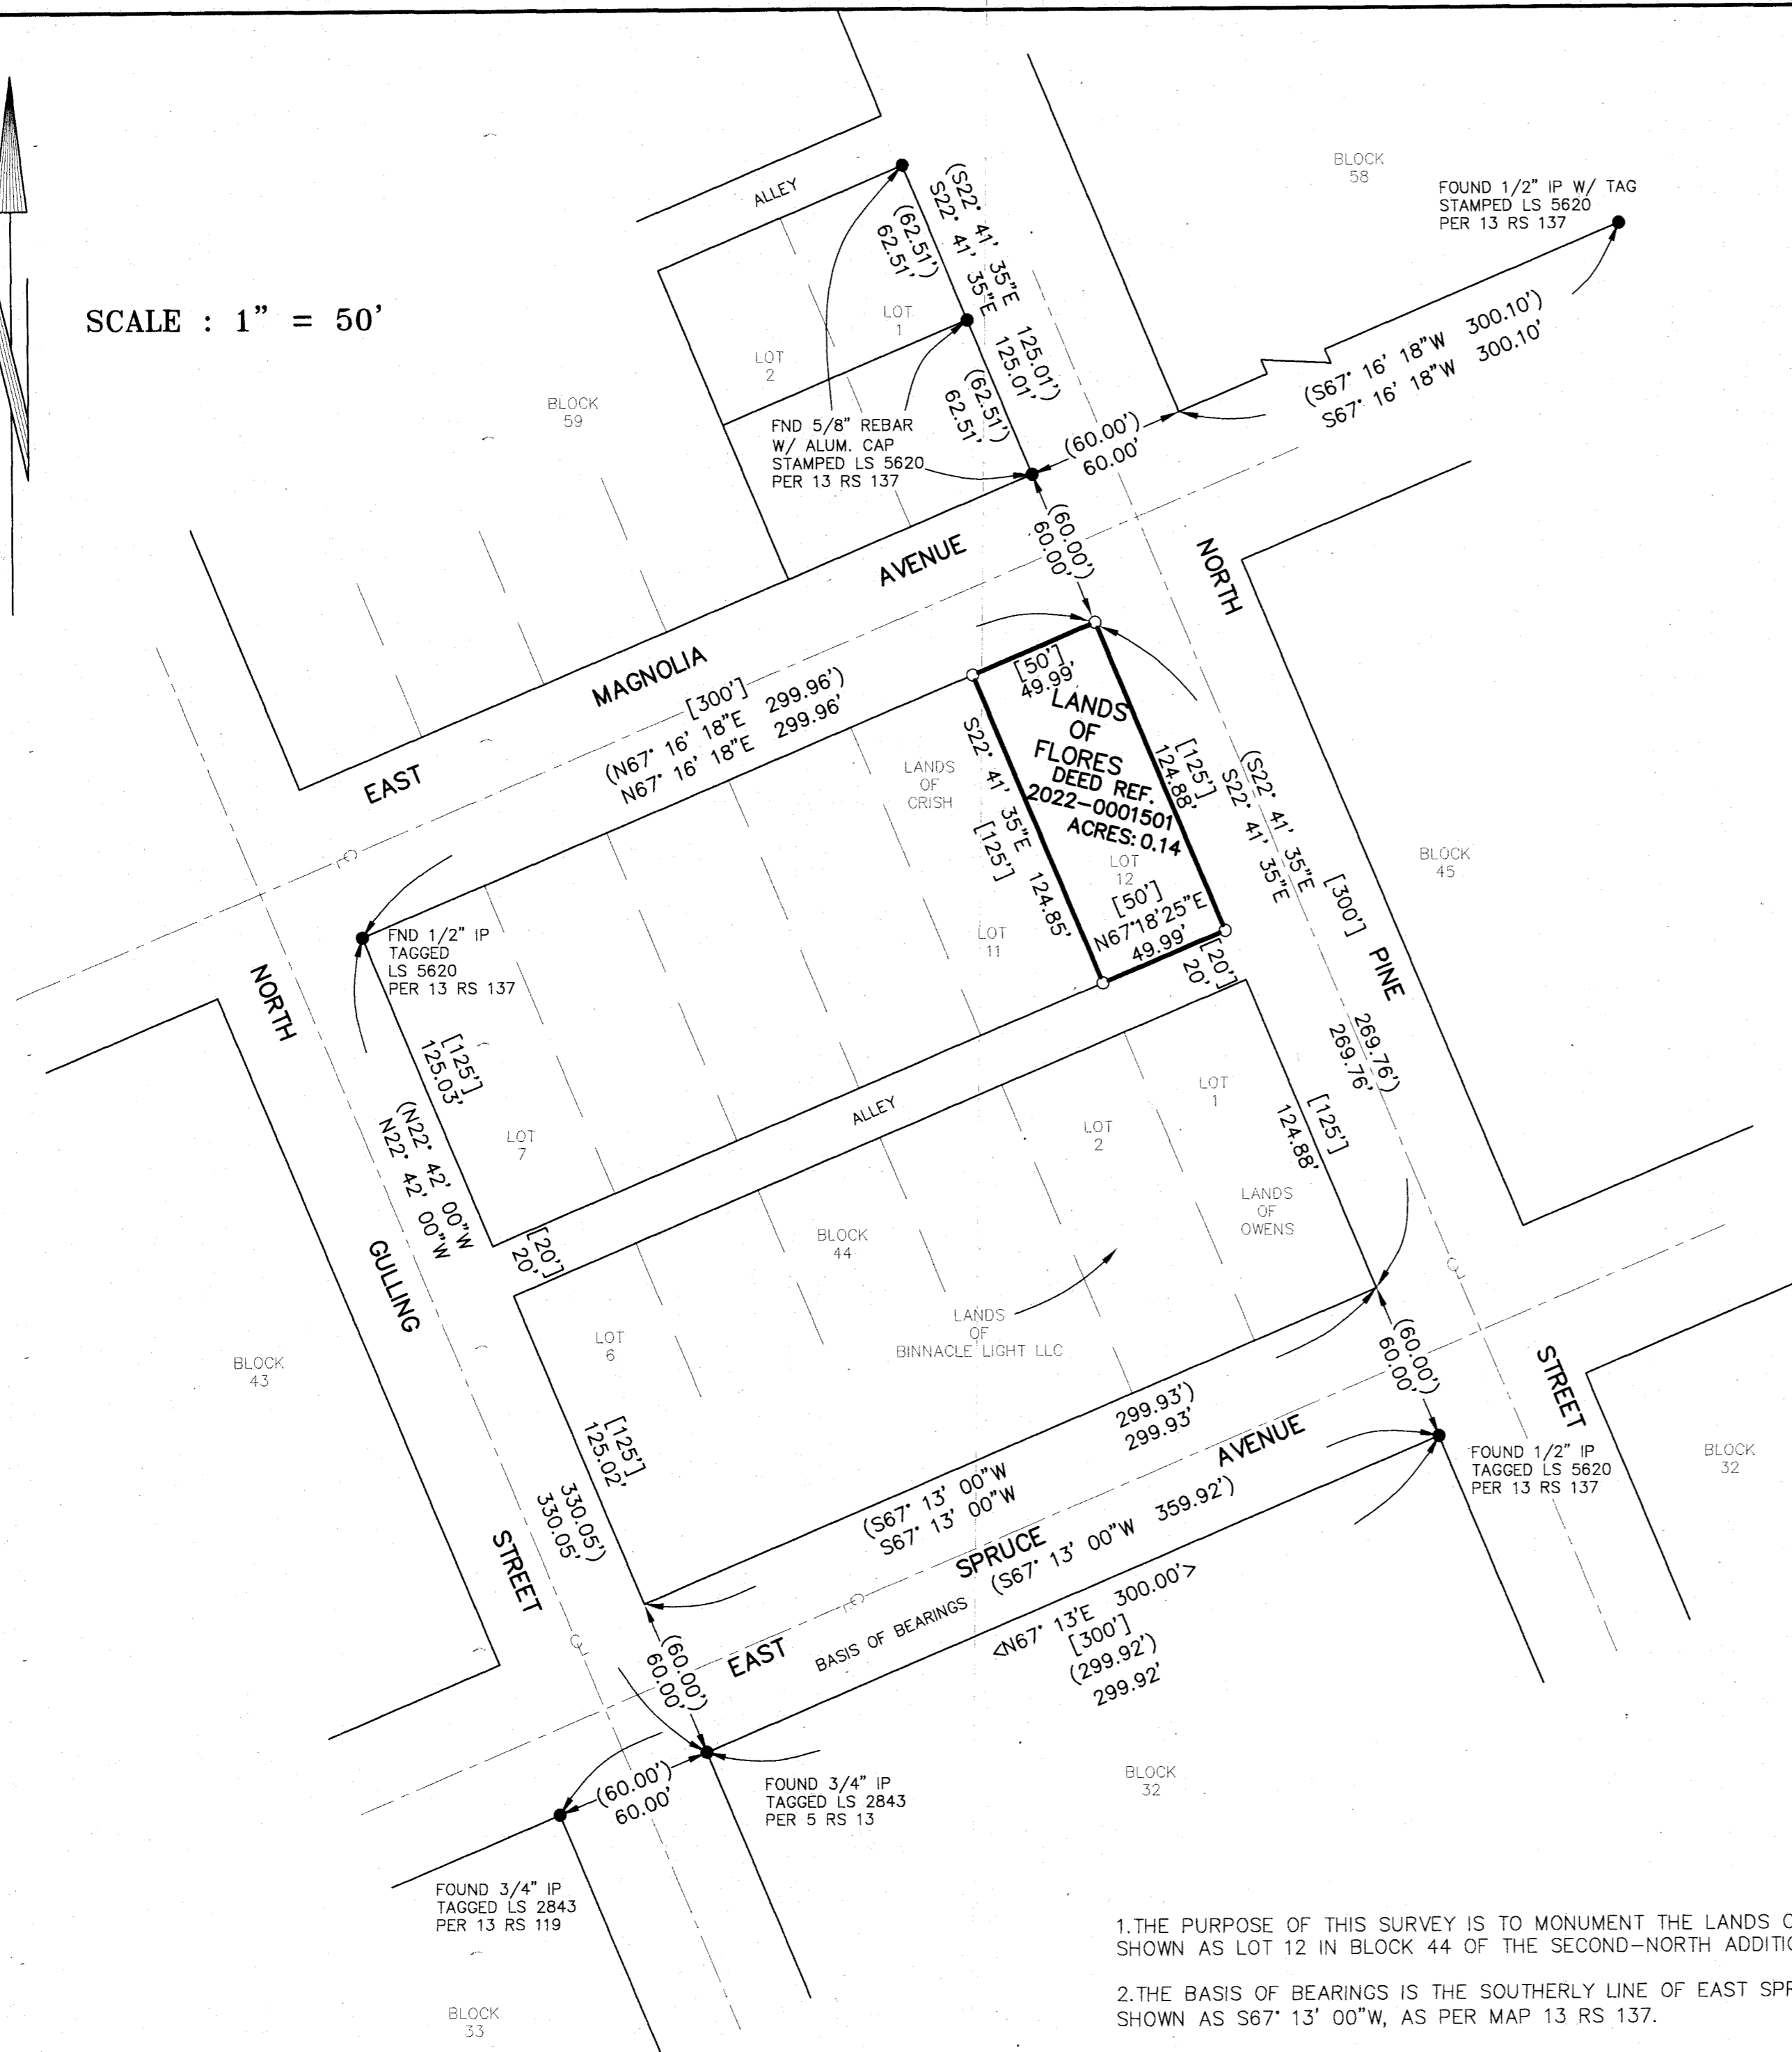 SCALE : 1" = 50'
ALLEY
(S22° 41' 35"E 125.01')
S22° 41' 35"E 125.01'
(62.51')
62.51'
BLOCK
58
FOUND 1/2" IP W/ TAG
STAMPED LS 5620
PER 13 RS 137
LOT
1
LOT
2
BLOCK
59
(62.51')
62.51'
(S67° 16' 18"W 300.10')
S67° 16' 18"W 300.10'
FND 5/8" REBAR
W/ ALUM. CAP
STAMPED LS 5620
PER 13 RS 137
(60.00')
60.00'
(60.00')
60.00'
EAST MAGNOLIA AVENUE
[300']
(N67° 16' 18"E 299.96')
N67° 16' 18"E 299.96'
NORTH PINE STREET
[50']
49.99'
LANDS
OF
FLORES
DEED REF.
2022-0001501
ACRES: 0.14
LOT
12
[50']
N67°18'25"E
49.99'
[125']
124.88'
S22° 41' 35"E 124.85'
[125']
LANDS
OF
CRISH
LOT
11
(S22° 41' 35"E 269.76')
S22° 41' 35"E 269.76'
[300']
BLOCK
45
[20']
20'
FND 1/2" IP
TAGGED
LS 5620
PER 13 RS 137
NORTH GULLING STREET
[125']
125.03'
(N22° 42' 00"W 330.05')
N22° 42' 00"W 330.05'
LOT
7
ALLEY
LOT
1
LOT
2
[125']
124.88'
LANDS
OF
OWENS
[20']
20'
BLOCK
44
LANDS
OF
BINNACLE LIGHT LLC
LOT
6
BLOCK
43
[125']
125.02'
(S67° 13' 00"W 299.93')
S67° 13' 00"W 299.93'
(60.00')
60.00'
EAST SPRUCE AVENUE
BASIS OF BEARINGS (S67° 13' 00"W 359.92')
<N67° 13'E 300.00'>
[300']
(299.92')
299.92'
FOUND 1/2" IP
TAGGED LS 5620
PER 13 RS 137
BLOCK
32
(60.00')
60.00'
(60.00')
60.00'
FOUND 3/4" IP
TAGGED LS 2843
PER 5 RS 13
BLOCK
32
FOUND 3/4" IP
TAGGED LS 2843
PER 13 RS 119
BLOCK
33
1.THE PURPOSE OF THIS SURVEY IS TO MONUMENT THE LANDS
SHOWN AS LOT 12 IN BLOCK 44 OF THE SECOND-NORTH ADDITI
2.THE BASIS OF BEARINGS IS THE SOUTHERLY LINE OF EAST SPR
SHOWN AS S67° 13' 00"W, AS PER MAP 13 RS 137.